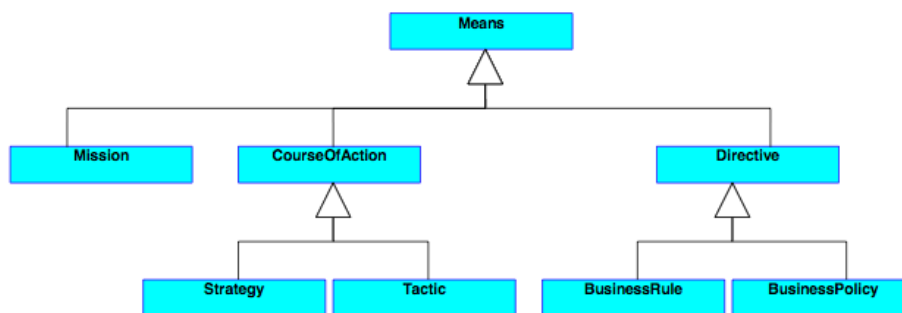 Means
Mission
CourseOfAction
Directive
Strategy
Tactic
BusinessRule
BusinessPolicy